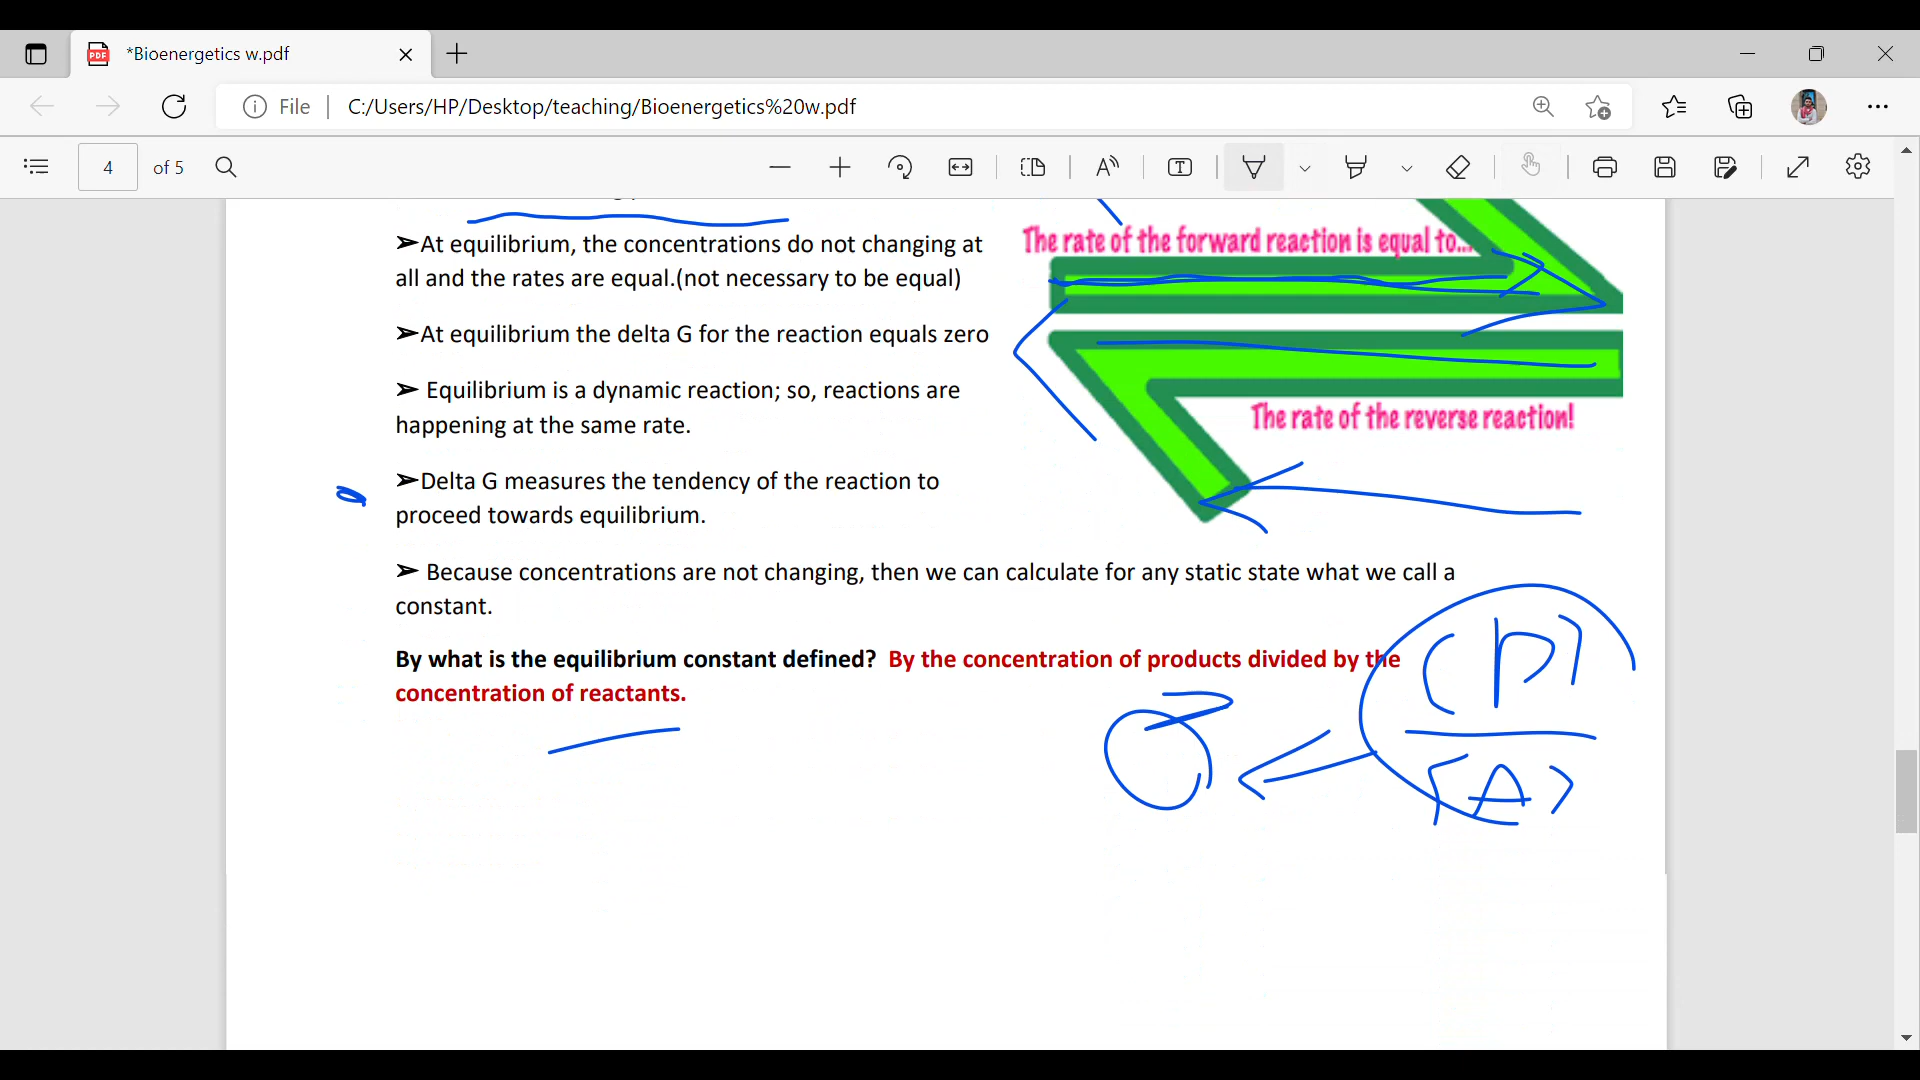 *Bioenergetics w.pdf
File
C:/Users/HP/Desktop/teaching/Bioenergetics%20w.pdf
4 of 5
➢At equilibrium, the concentrations do not changing at
all and the rates are equal.(not necessary to be equal)
➢At equilibrium the delta G for the reaction equals zero
➢ Equilibrium is a dynamic reaction; so, reactions are
happening at the same rate.
➢Delta G measures the tendency of the reaction to
proceed towards equilibrium.
The rate of the forward reaction is equal to...
The rate of the reverse reaction!
➢ Because concentrations are not changing, then we can calculate for any static state what we call a
constant.
By what is the equilibrium constant defined? By the concentration of products divided by the
concentration of reactants.
(P)
[A]